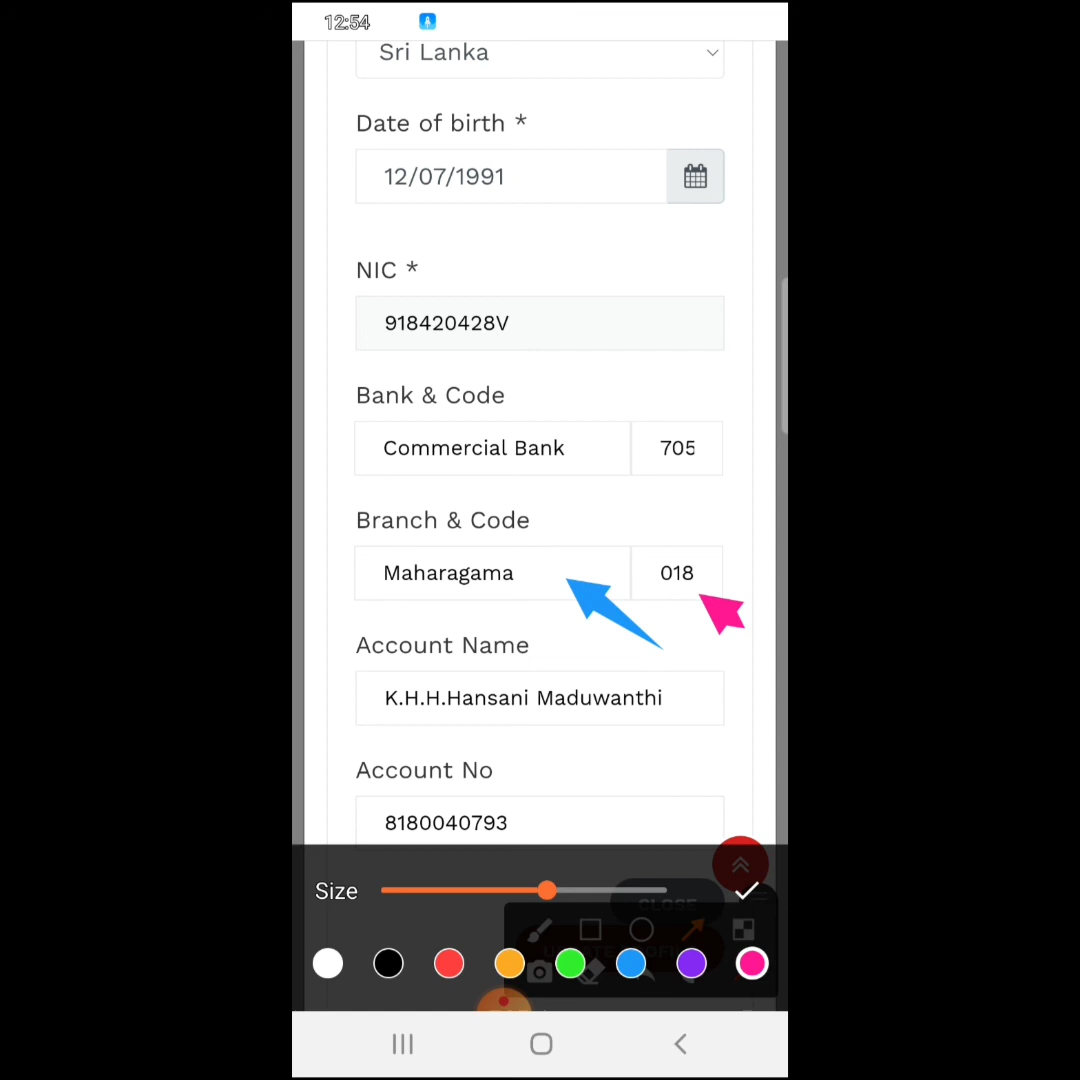 12:54
Sri Lanka
Date of birth *
12/07/1991
NIC *
918420428V
Bank & Code
Commercial Bank 705
Branch & Code
Maharagama 018
Account Name
K.H.H.Hansani Maduwanthi
Account No
8180040793
Size
CLOSE